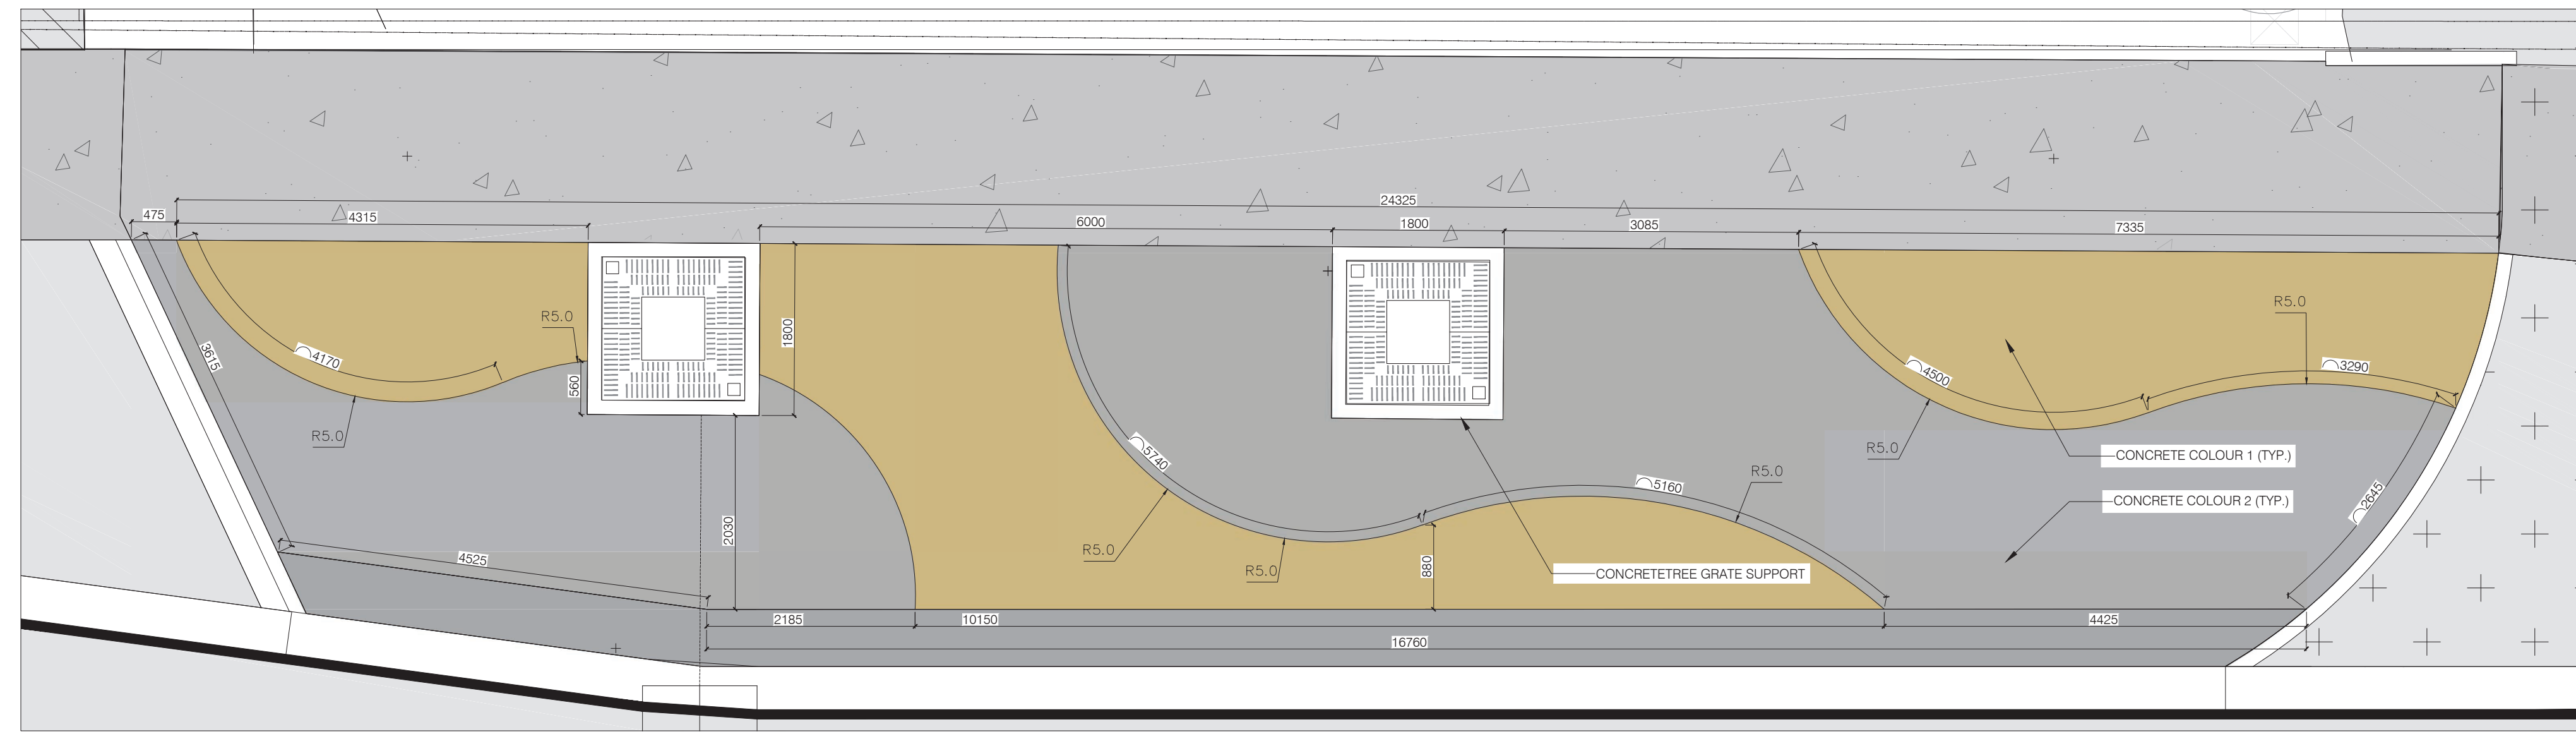 24325
475
4315
6000
1800
3085
7335
R5.0
R5.0
1800
3615
4170
560
4500
3290
R5.0
R5.0
CONCRETE COLOUR 1 (TYP.)
5740
R5.0
5160
CONCRETE COLOUR 2 (TYP.)
2645
2030
R5.0
4525
R5.0
880
CONCRETETREE GRATE SUPPORT
2185
10150
4425
16760